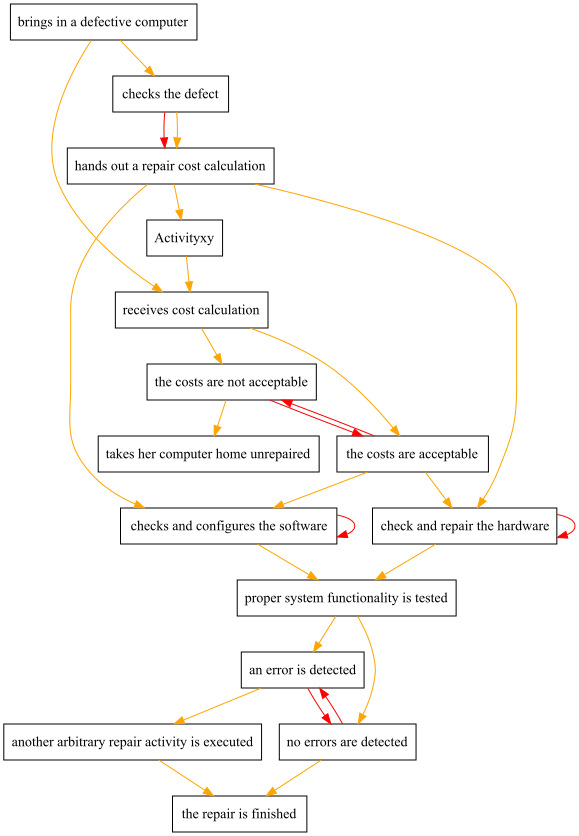 brings in a defective computer
checks the defect
hands out a repair cost calculation
Activityxy
receives cost calculation
the costs are not acceptable
takes her computer home unrepaired
the costs are acceptable
checks and configures the software
check and repair the hardware
proper system functionality is tested
an error is detected
another arbitrary repair activity is executed
no errors are detected
the repair is finished